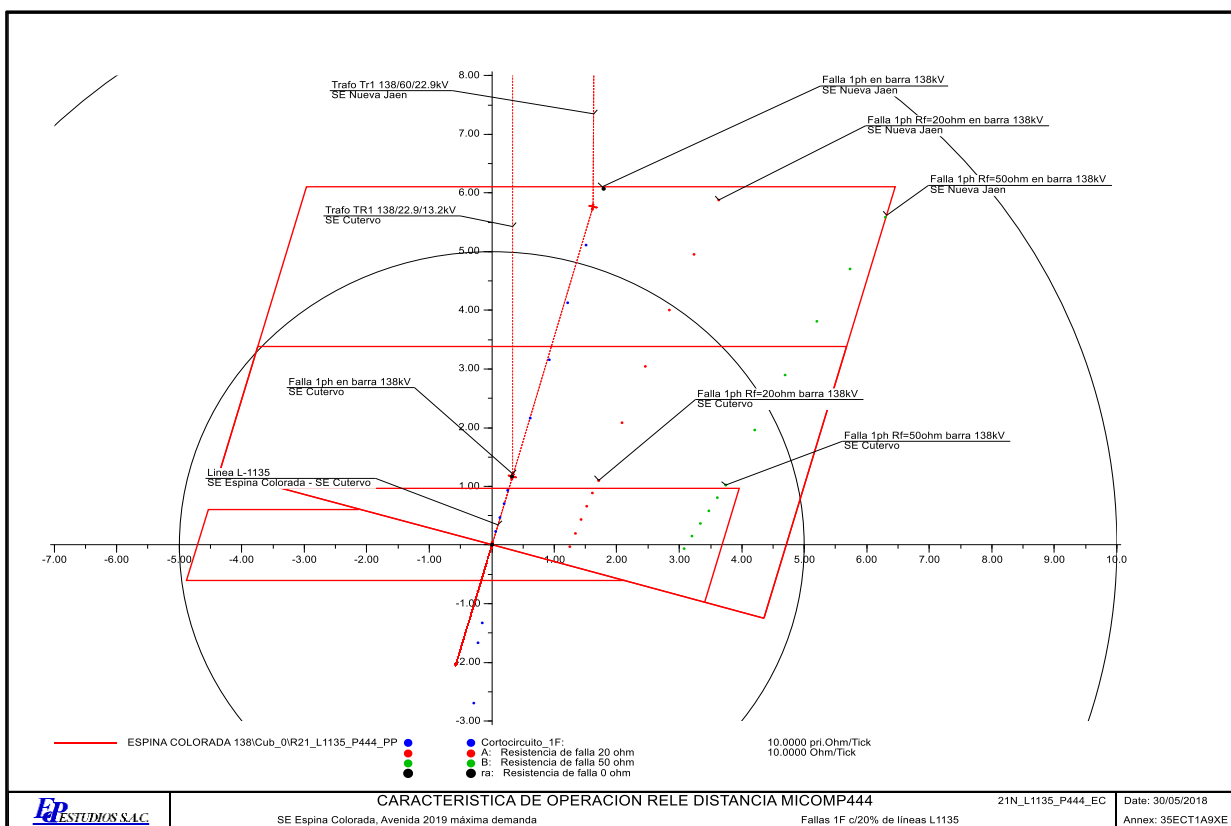 8.00
Trafo Tr1 138/60/22.9kV
SE Nueva Jaen
Falla 1ph en barra 138kV
SE Nueva Jaen
7.00
Falla 1ph Rf=20ohm en barra 138kV
SE Nueva Jaen
6.00
Falla 1ph Rf=50ohm en barra 138kV
SE Nueva Jaen
Trafo TR1 138/22.9/13.2kV
SE Cutervo
5.00
4.00
3.00
Falla 1ph en barra 138kV
SE Cutervo
Falla 1ph Rf=20ohm barra 138kV
SE Cutervo
2.00
Falla 1ph Rf=50ohm barra 138kV
SE Cutervo
Linea L-1135
SE Espina Colorada - SE Cutervo
1.00
-7.00 -6.00 -5.00 -4.00 -3.00 -2.00 -1.00 1.00 2.00 3.00 4.00 5.00 6.00 7.00 8.00 9.00 10.0
-1.00
-2.00
-3.00
ESPINA COLORADA 138\Cub_0\R21_L1135_P444_PP
Cortocircuito_1F:
A: Resistencia de falla 20 ohm
B: Resistencia de falla 50 ohm
ra: Resistencia de falla 0 ohm
10.0000 pri.Ohm/Tick
10.0000 Ohm/Tick
EPESTUDIOS S.A.C.
CARACTERISTICA DE OPERACION RELE DISTANCIA MICOMP444
SE Espina Colorada, Avenida 2019 máxima demanda
Fallas 1F c/20% de líneas L1135
21N_L1135_P444_EC
Date: 30/05/2018
Annex: 35ECT1A9XE